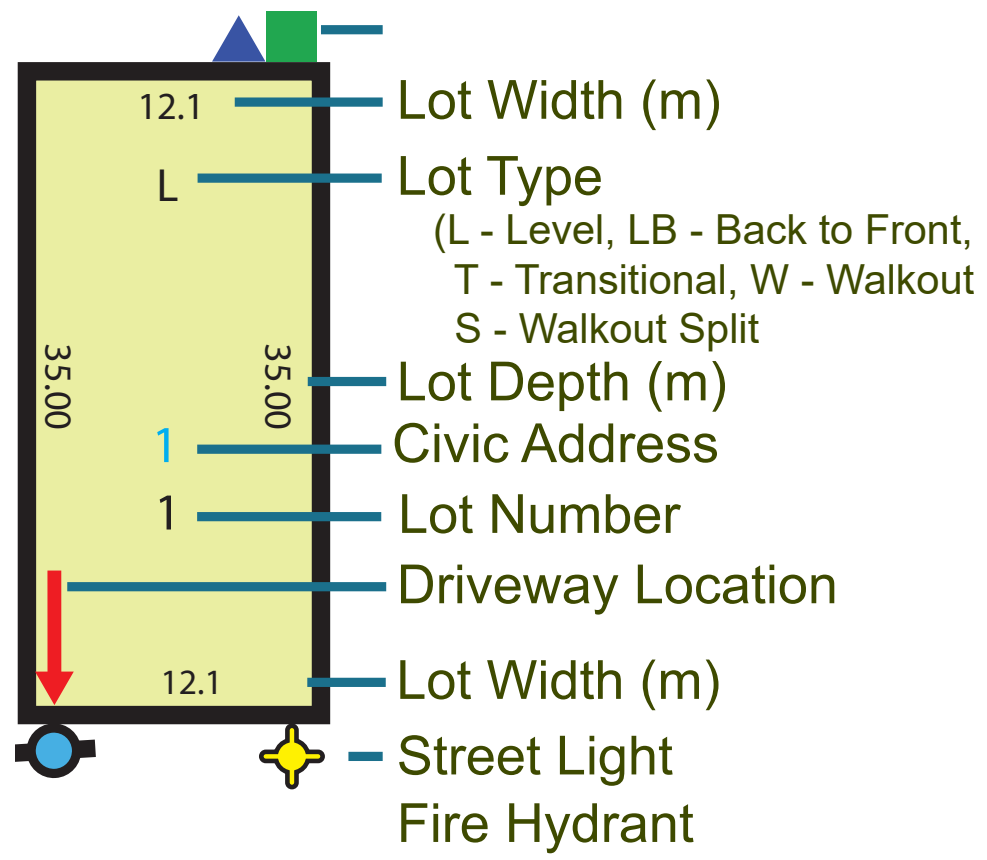 12.1
Lot Width (m)
L
Lot Type
(L - Level, LB - Back to Front,
T - Transitional, W - Walkout
S - Walkout Split
35.00
35.00
Lot Depth (m)
1
Civic Address
1
Lot Number
Driveway Location
12.1
Lot Width (m)
Street Light
Fire Hydrant